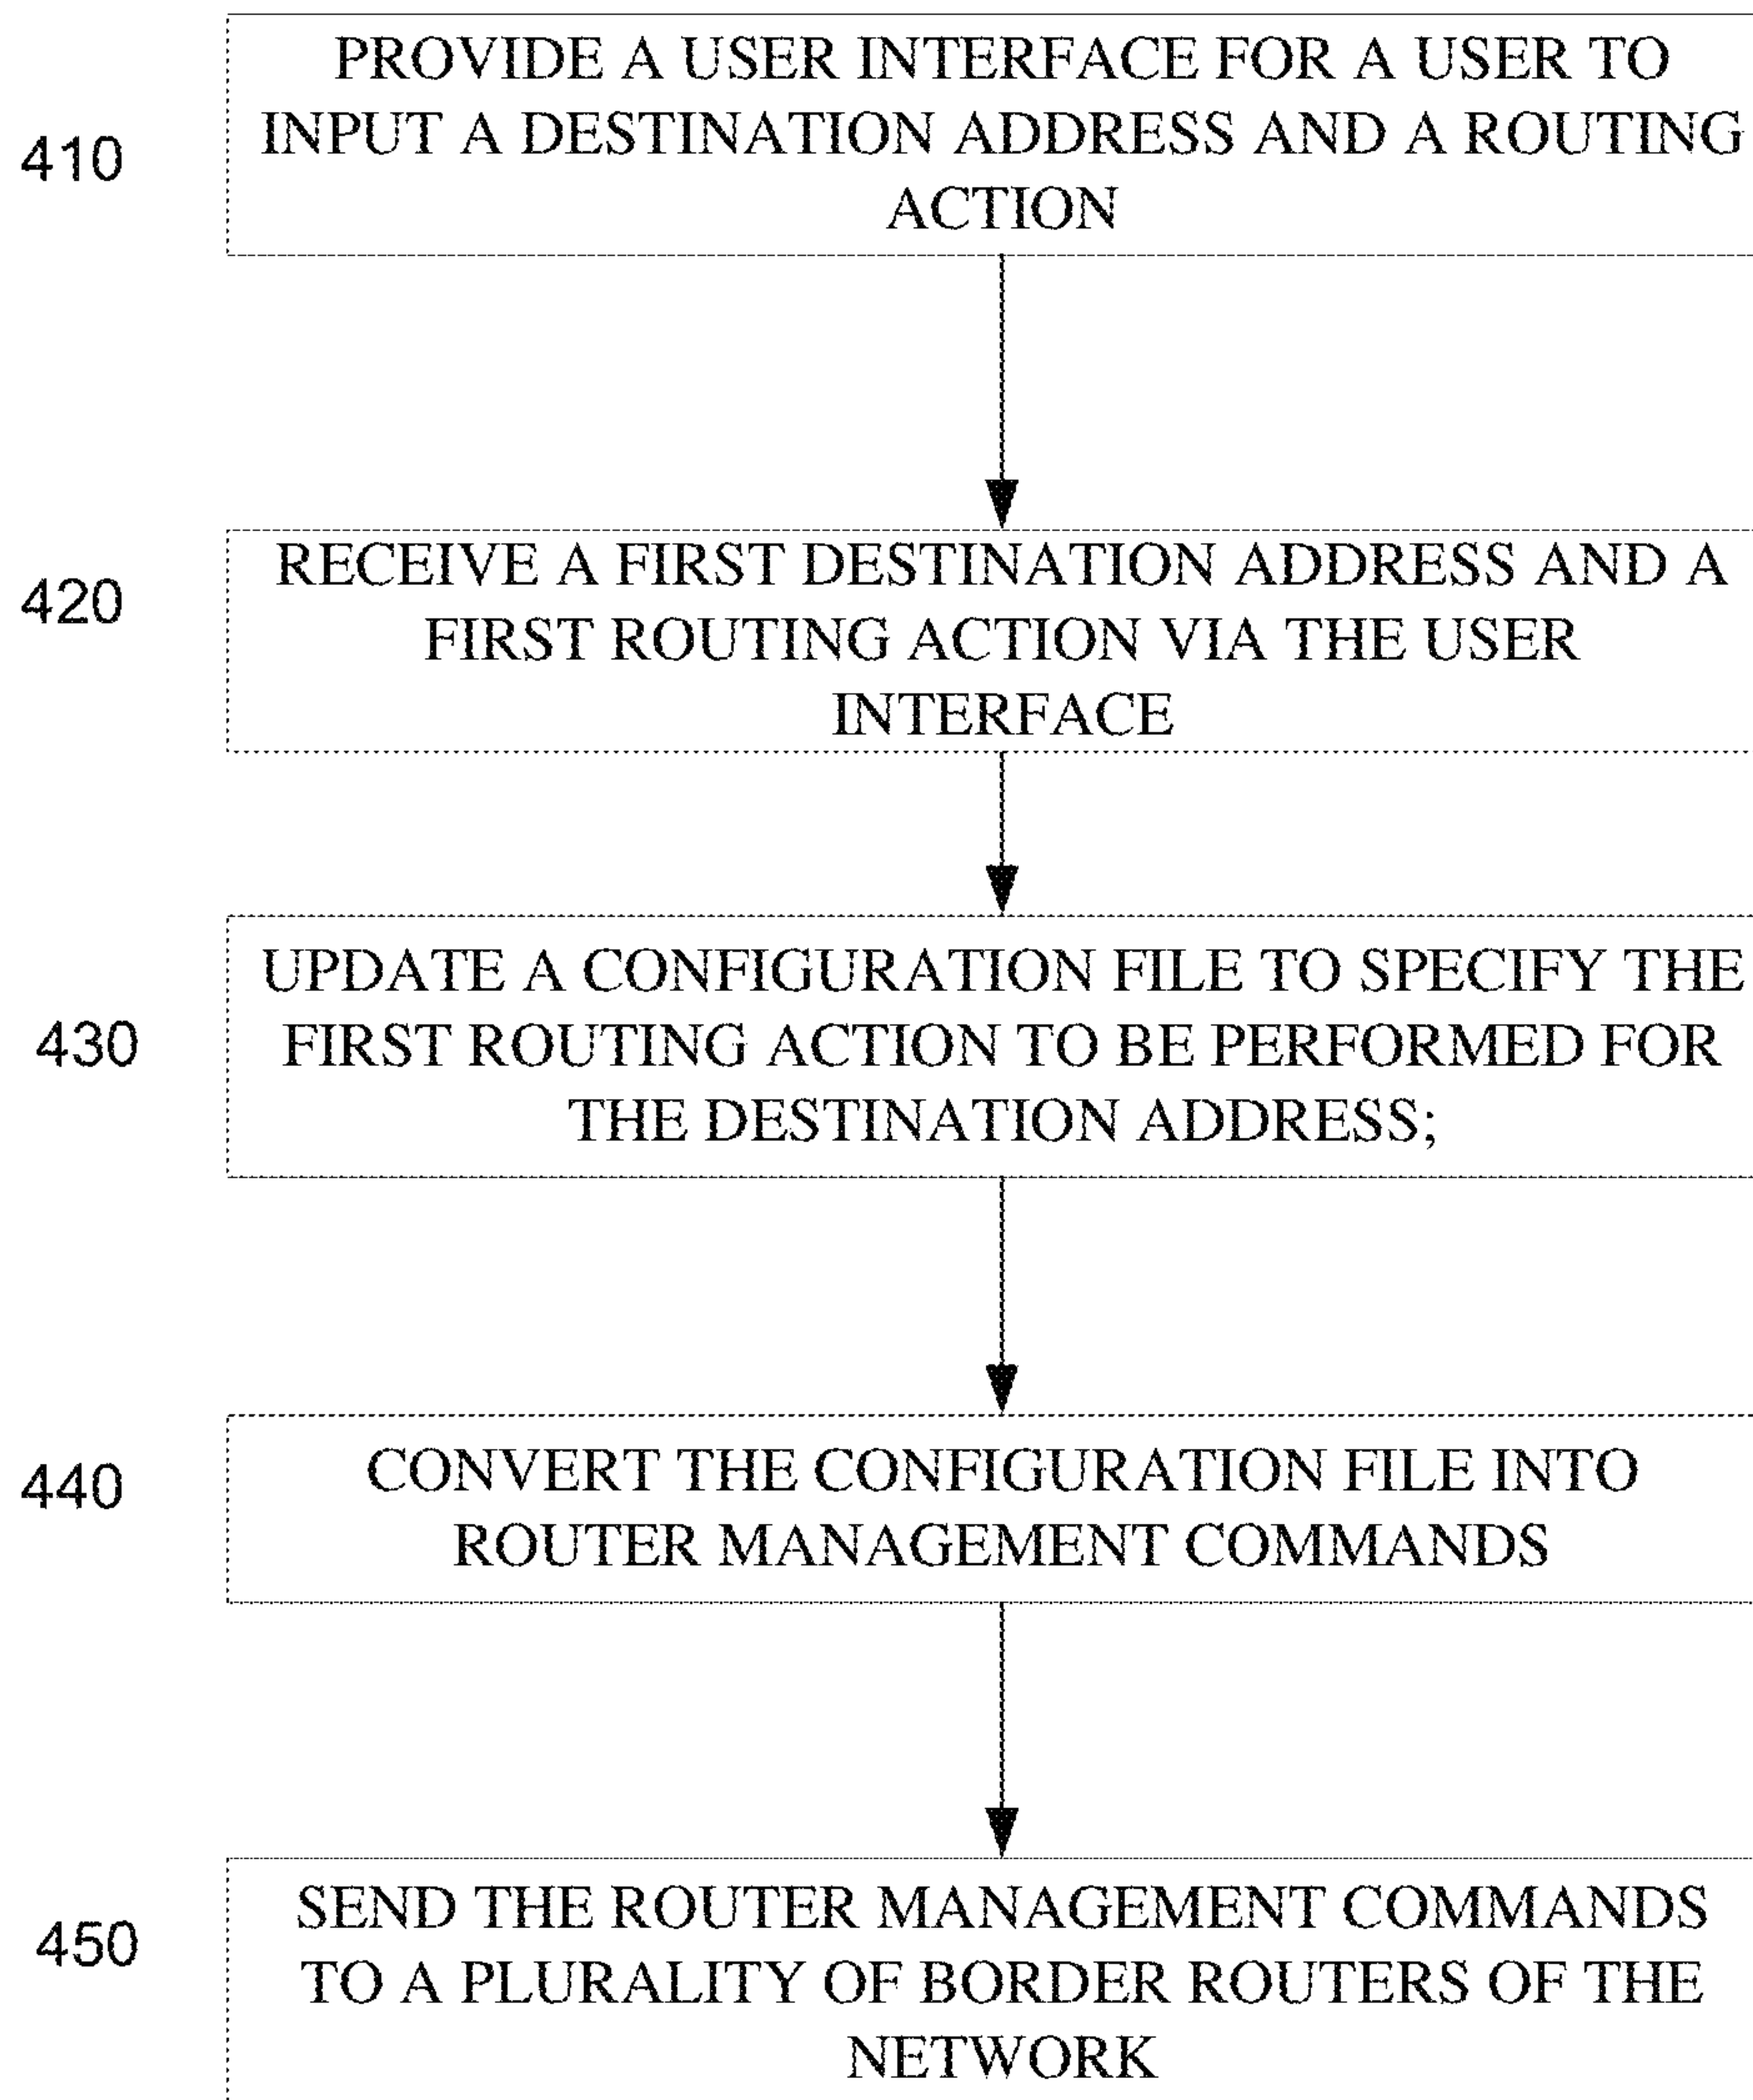 PROVIDE A USER INTERFACE FOR A USER TO
410
INPUT A DESTINATION ADDRESS AND A ROUTING
ACTION
420
RECEIVE A FIRST DESTINATION ADDRESS AND A
FIRST ROUTING ACTION VIA THE USER
INTERFACE
430
UPDATE A CONFIGURATION FILE TO SPECIFY THE
FIRST ROUTING ACTION TO BE PERFORMED FOR
THE DESTINATION ADDRESS;
440
CONVERT THE CONFIGURATION FILE INTO
ROUTER MANAGEMENT COMMANDS
450
SEND THE ROUTER MANAGEMENT COMMANDS
TO A PLURALITY OF BORDER ROUTERS OF THE
NETWORK